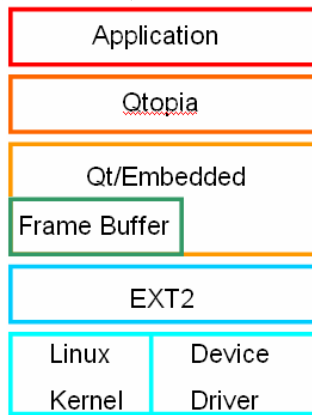 Application
Qtopia
Qt/Embedded
Frame Buffer
EXT2
Linux Device
Kernel Driver